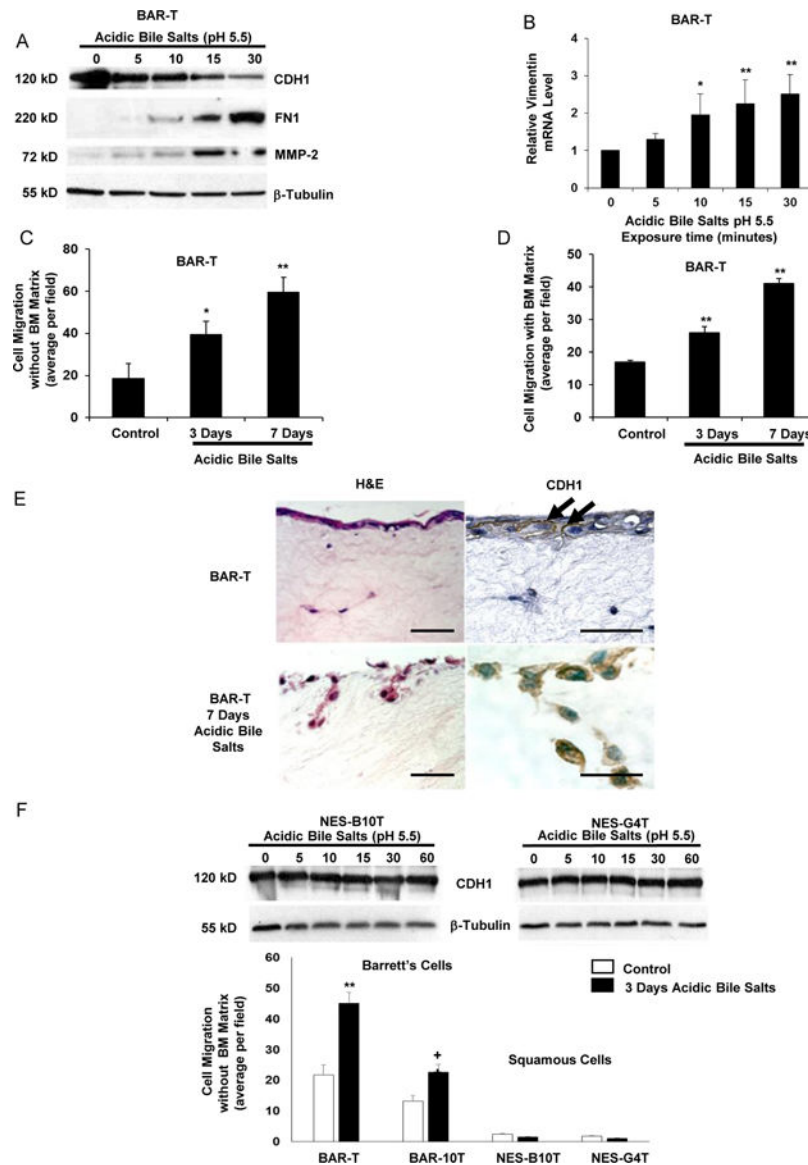 A
BAR-T
Acidic Bile Salts (pH 5.5)
0 5 10 15 30
120 kD CDH1
220 kD FN1
72 kD MMP-2
55 kD β-Tubulin
B
BAR-T
Relative Vimentin
mRNA Level
4
3
2
1
0
* ** **
0 5 10 15 30
Acidic Bile Salts pH 5.5
Exposure time (minutes)
C
BAR-T
Cell Migration
without BM Matrix
(average per field)
80
60
40
20
0
* **
Control 3 Days 7 Days
Acidic Bile Salts
D
BAR-T
Cell Migration with BM Matrix
(average per field)
50
40
30
20
10
0
** **
Control 3 Days 7 Days
Acidic Bile Salts
E
H&E CDH1
BAR-T
BAR-T
7 Days
Acidic Bile
Salts
F
NES-B10T
Acidic Bile Salts (pH 5.5)
0 5 10 15 30 60
NES-G4T
Acidic Bile Salts (pH 5.5)
0 5 10 15 30 60
120 kD CDH1
55 kD β-Tubulin
Cell Migration
without BM Matrix
(average per field)
60
50
40
30
20
10
0
Barrett's Cells
Control
3 Days Acidic Bile Salts
** +
Squamous Cells
BAR-T BAR-10T NES-B10T NES-G4T